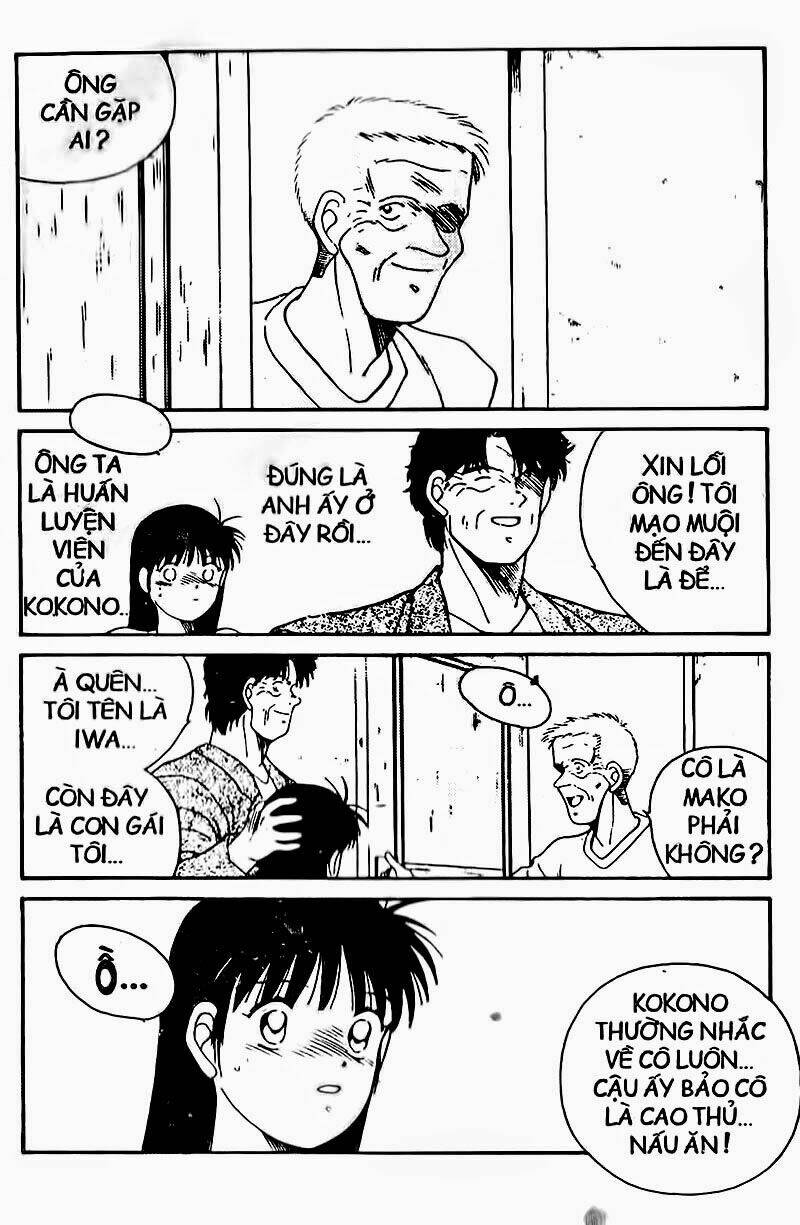 ÔNG
CẦN GẶP
AI?
ÔNG TA
LÀ HUẤN
LUYỆN
VIÊN
CỦA
KOKONO..
ĐÚNG LÀ
ANH ẤY Ở
ĐÂY RỒI...
XIN LỖI
ÔNG! TÔI
MẠO MUỘI
ĐẾN ĐÂY
LÀ ĐỂ...
À QUÊN...
TÔI TÊN LÀ
IWA...
CÒN ĐÂY
LÀ CON GÁI
TÔI...
Ô...
CÔ LÀ
MAKO
PHẢI
KHÔNG?
Ồ...
KOKONO
THƯỜNG NHẮC
VỀ CÔ LUÔN...
CẬU ẤY BẢO CÔ
LÀ CAO THỦ...
NẤU ĂN!